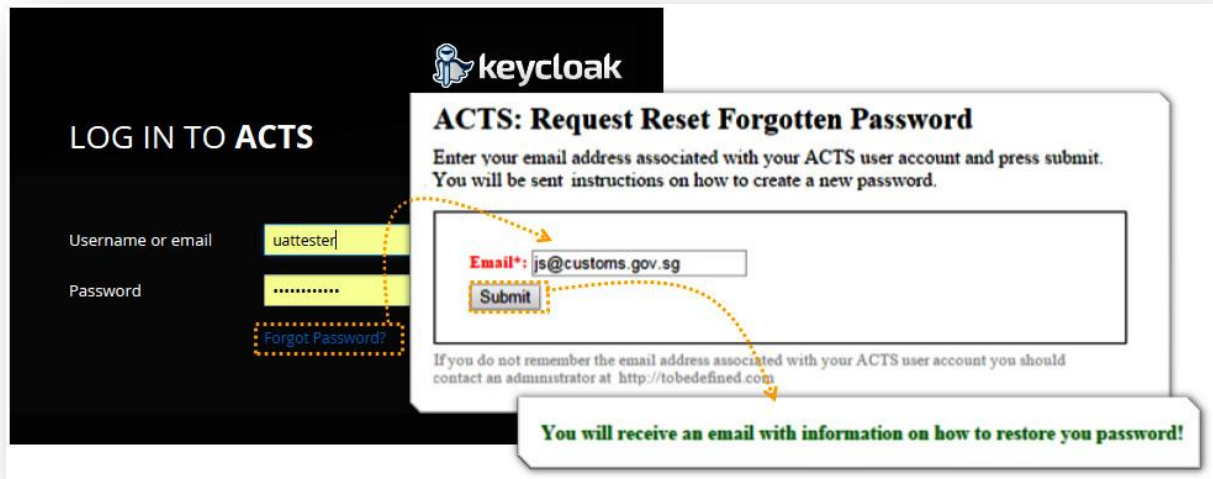 keycloak
LOG IN TO ACTS
Username or email
uattester
Password
••••••••••••
Forgot Password?
ACTS: Request Reset Forgotten Password
Enter your email address associated with your ACTS user account and press submit.
You will be sent instructions on how to create a new password.
Email*: js@customs.gov.sg
Submit
If you do not remember the email address associated with your ACTS user account you should
contact an administrator at http://tobedefined.com
You will receive an email with information on how to restore you password!